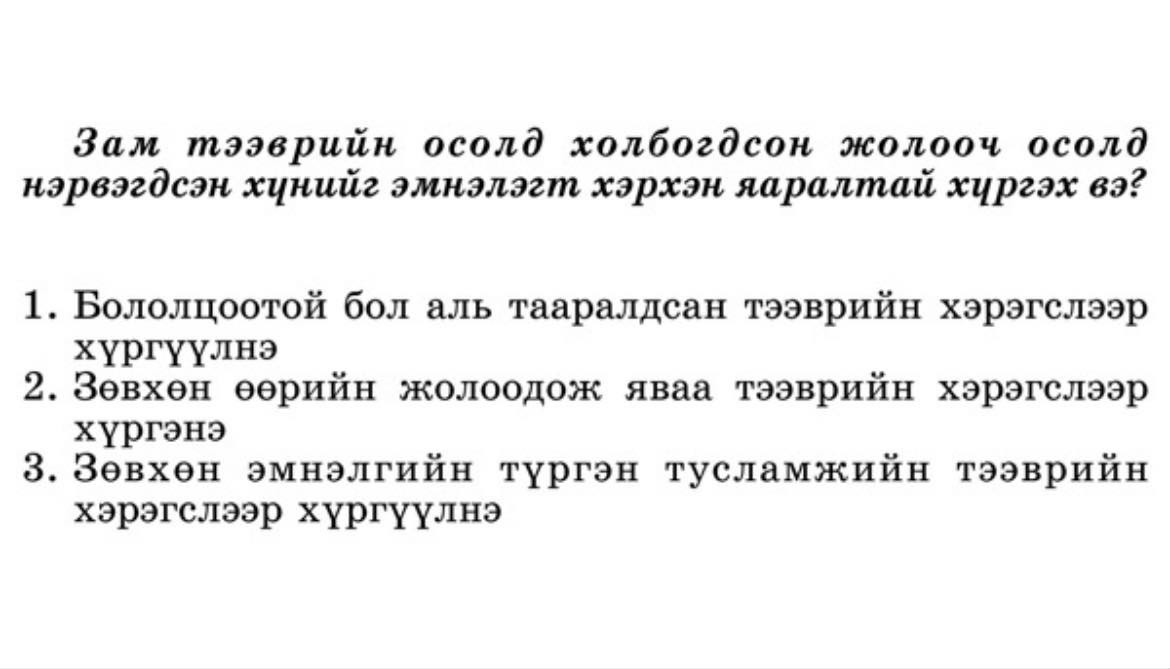 Зам тээврийн осолд холбогдсон жолооч осолд
нэрвэгдсэн хүнийг эмнэлэгт хэрхэн яаралтай хүргэх вэ?
1. Бололцоотой бол аль тааралдсан тээврийн хэрэгслээр
хүргүүлнэ
2. Зөвхөн өөрийн жолоодож яваа тээврийн хэрэгслээр
хүргэнэ
3. Зөвхөн эмнэлгийн түргэн тусламжийн тээврийн
хэрэгслээр хүргүүлнэ